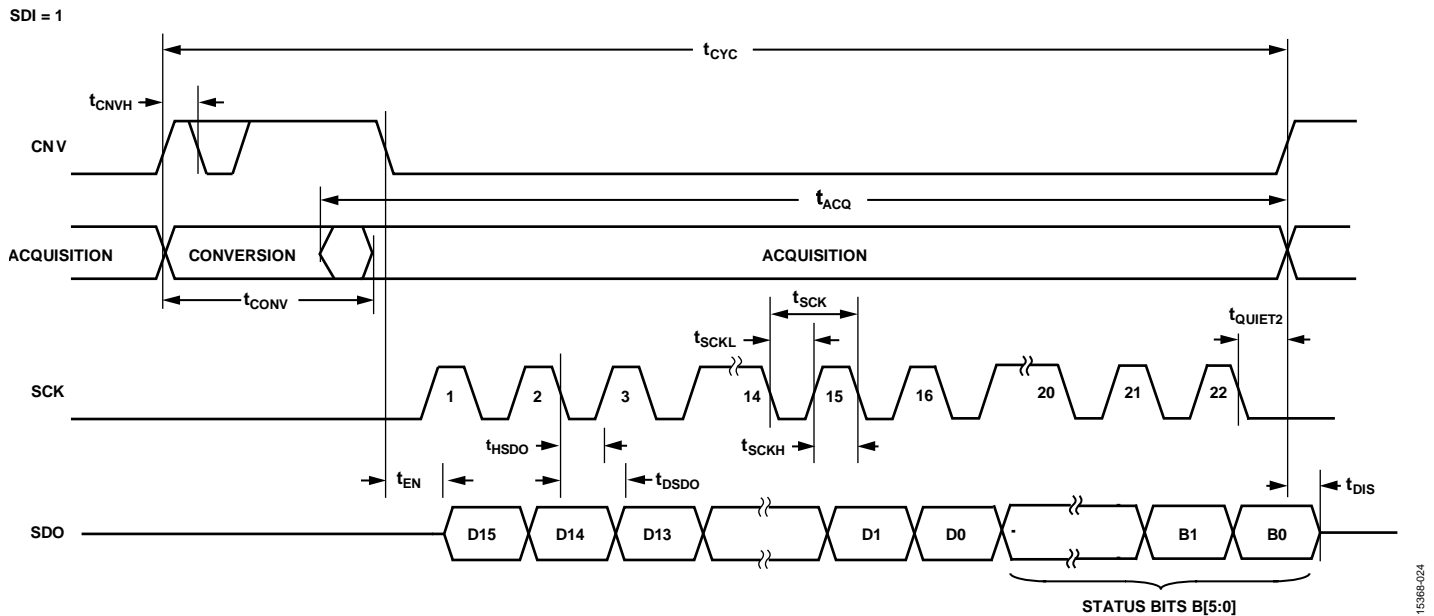 SDI = 1
tCYC
tCNVH
CNV
tACQ
ACQUISITION CONVERSION ACQUISITION
tCONV
tSCK
tQUIET2
tSCKL
SCK 1 2 3 14 15 16 20 21 22
tHSDO
tSCKH
tEN
tDSDO
tDIS
SDO D15 D14 D13 D1 D0 B1 B0
STATUS BITS B[5:0]
15368-024